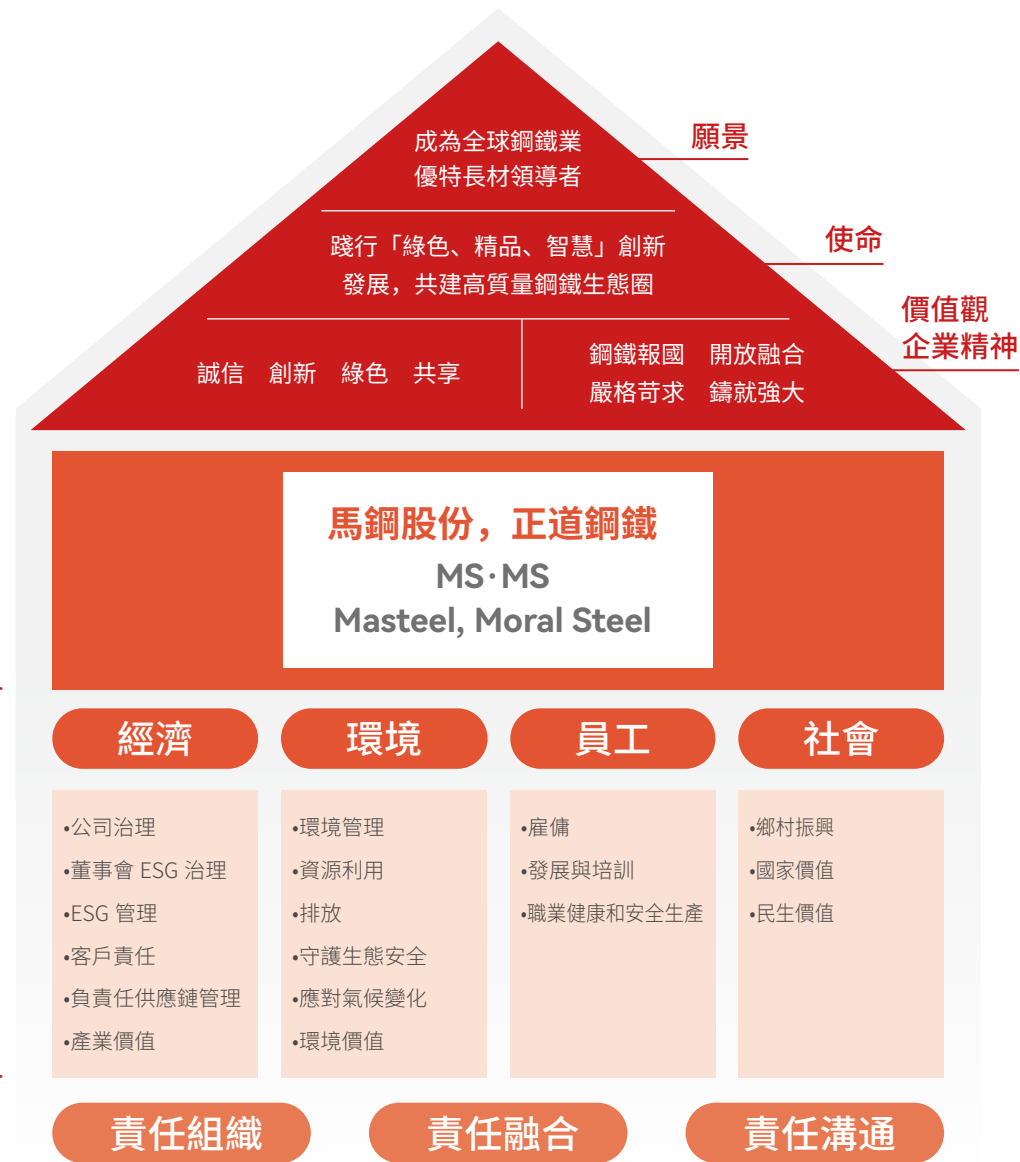 成為全球鋼鐵業
優特長材領導者
願景
踐行「綠色、精品、智慧」創新
發展，共建高質量鋼鐵生態圈
使命
誠信 創新 綠色 共享
鋼鐵報國 開放融合
嚴格苛求 鑄就強大
價值觀
企業精神
馬鋼股份，正道鋼鐵
MS·MS
Masteel, Moral Steel
經濟
•公司治理
•董事會 ESG 治理
•ESG 管理
•客戶責任
•負責任供應鏈管理
•產業價值
環境
•環境管理
•資源利用
•排放
•守護生態安全
•應對氣候變化
•環境價值
員工
•雇傭
•發展與培訓
•職業健康和安全生產
社會
•鄉村振興
•國家價值
•民生價值
責任組織
責任融合
責任溝通